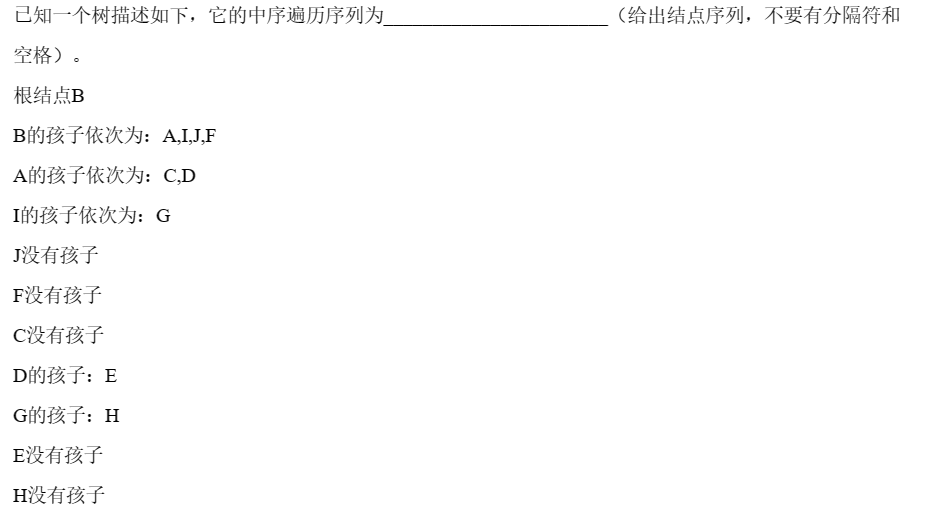 已知一个树描述如下，它的中序遍历序列为_______________________（给出结点序列，不要有分隔符和
空格）。
根结点B
B的孩子依次为：A,I,J,F
A的孩子依次为：C,D
I的孩子依次为：G
J没有孩子
F没有孩子
C没有孩子
D的孩子：E
G的孩子：H
E没有孩子
H没有孩子